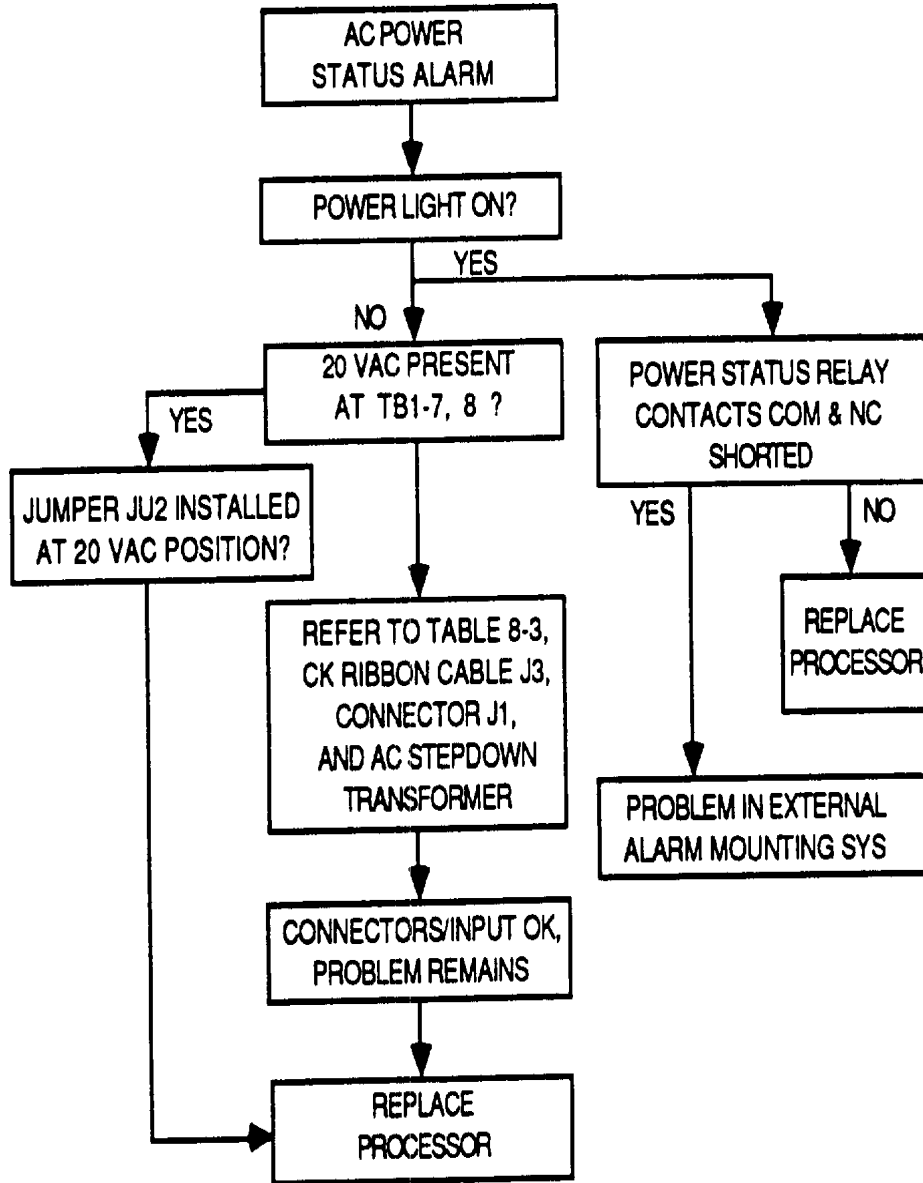 AC POWER
STATUS ALARM
POWER LIGHT ON?
YES
NO
20 VAC PRESENT
AT TB1-7, 8 ?
POWER STATUS RELAY
CONTACTS COM & NC
SHORTED
YES
JUMPER JU2 INSTALLED
AT 20 VAC POSITION?
YES
NO
REPLACE
PROCESSOR
REFER TO TABLE 8-3,
CK RIBBON CABLE J3,
CONNECTOR J1,
AND AC STEPDOWN
TRANSFORMER
PROBLEM IN EXTERNAL
ALARM MOUNTING SYS
CONNECTORS/INPUT OK,
PROBLEM REMAINS
REPLACE
PROCESSOR